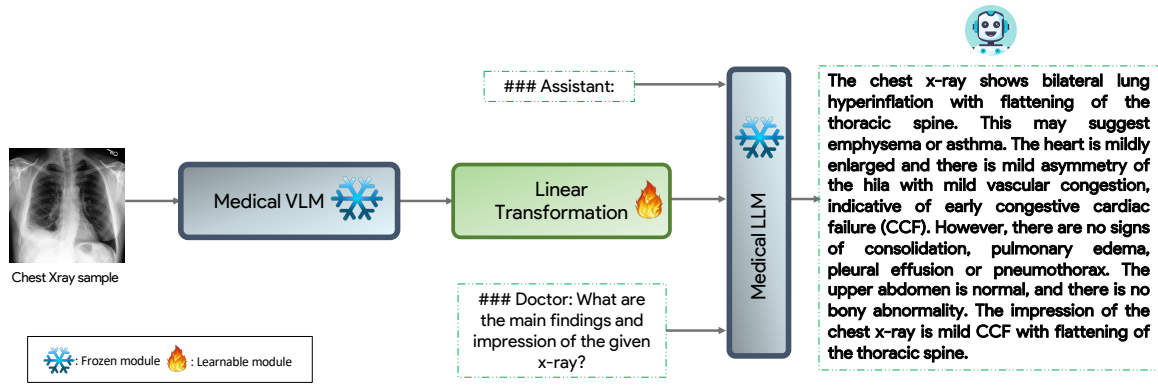 ### Assistant:
The chest x-ray shows bilateral lung
hyperinflation with flattening of the
thoracic spine. This may suggest
emphysema or asthma. The heart is mildly
enlarged and there is mild asymmetry of
the hila with mild vascular congestion,
indicative of early congestive cardiac
failure (CCF). However, there are no signs
of consolidation, pulmonary edema,
pleural effusion or pneumothorax. The
upper abdomen is normal, and there is no
bony abnormality. The impression of the
chest x-ray is mild CCF with flattening of
the thoracic spine.
Medical VLM
Linear
Transformation
Medical LLM
Chest Xray sample
### Doctor: What are
the main findings and
impression of the given
x-ray?
: Frozen module
: Learnable module